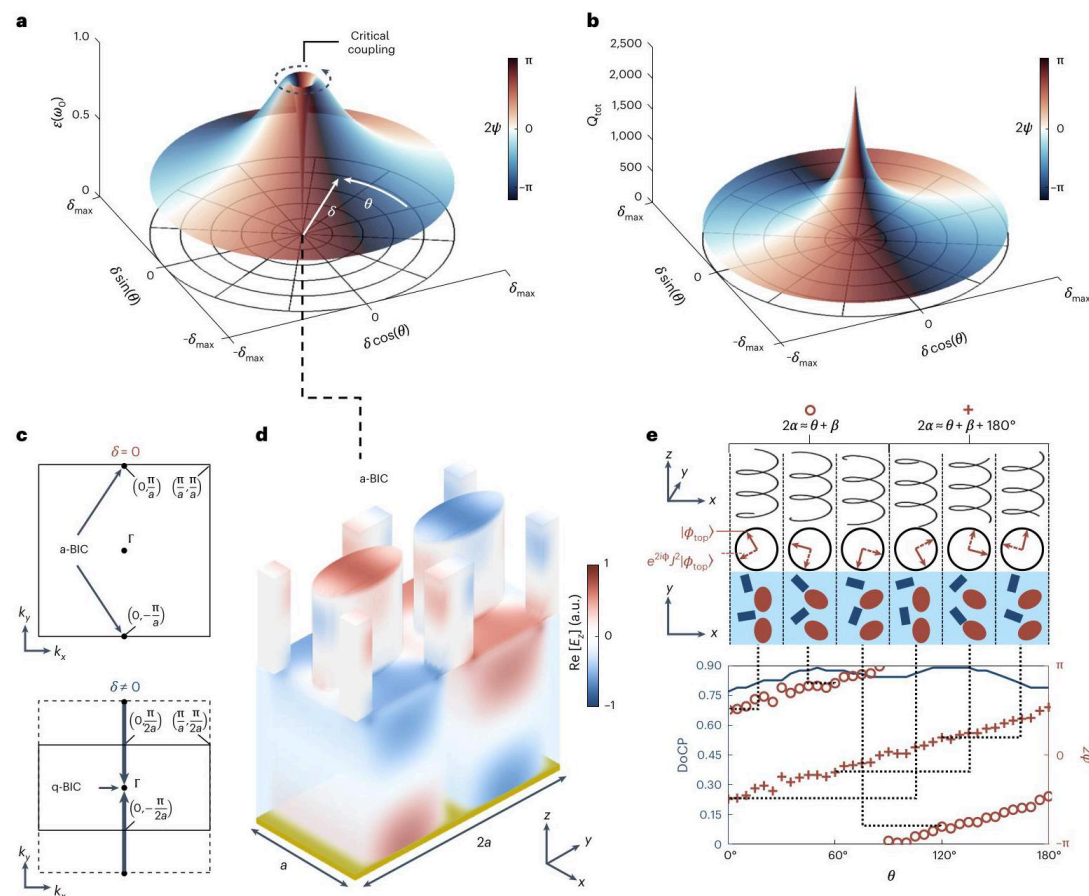 a
1.0
0.5
0
ε(ω₀)
Critical
coupling
π
0
-π
2ψ
δ
θ
δmax
0
-δmax
δ sin(θ)
-δmax
0
δmax
δ cos(θ)
b
2,500
2,000
1,500
1,000
500
0
Qtot
π
0
-π
2ψ
δmax
0
-δmax
δ sin(θ)
-δmax
0
δmax
δ cos(θ)
c
δ = 0
(0, π/a) (π/a, π/a)
a-BIC
Γ
(0, -π/a)
ky
kx
δ ≠ 0
(0, π/2a) (π/a, π/2a)
q-BIC
Γ
(0, -π/2a)
ky
kx
d
a-BIC
1
0
-1
Re [Ez] (a.u.)
a
2a
z
y
x
e
2α ≈ θ + β
2α ≈ θ + β + 180°
z
y
x
|ϕtop⟩
y
x
0.90
0.75
0.60
0.45
0.30
0.15
0
DoCP
π
0
-π
0°
60°
120°
180°
θ